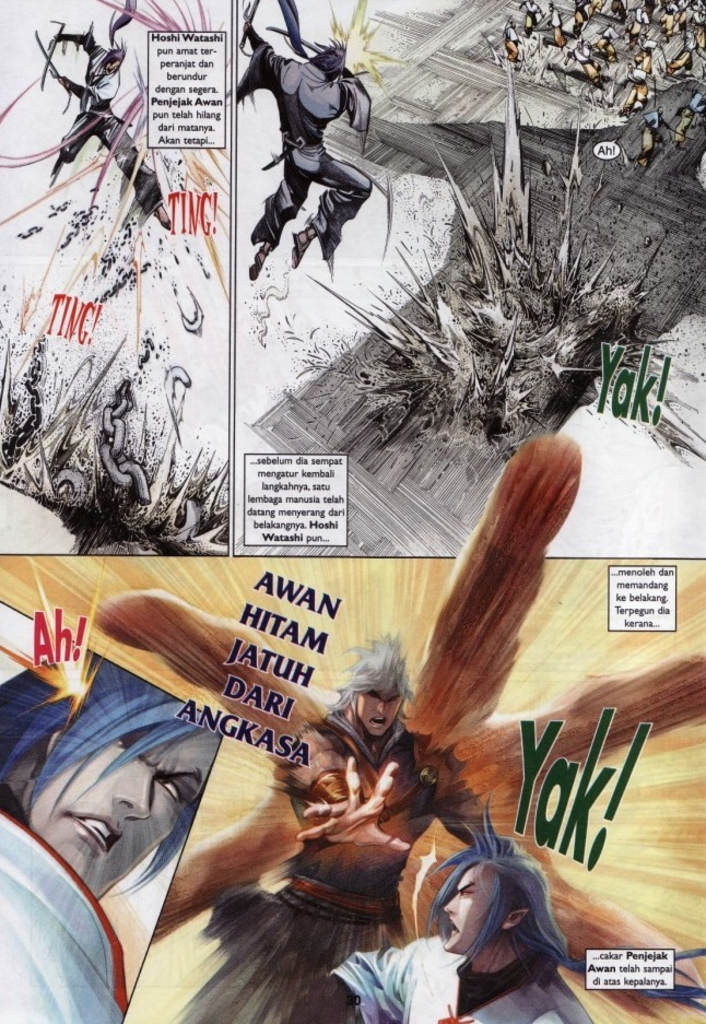 Hoshi Watashi
pun amat ter-
peranjat dan
berundur
dengan segera.
Penjejak Awan
pun telah hilang
dari matanya.
Akan tetapi...
TING!
TING!
Ah!
Yak!
...sebelum dia sempat
mengatur kembali
langkahnya, satu
lembaga manusia telah
datang menyerang dari
belakangnya. Hoshi
Watashi pun...
...menoleh dan
memandang
ke belakang.
Terpegun dia
kerana...
Ah!
AWAN
HITAM
JATUH
DARI
ANGKASA
Yak!
...cakar Penjejak
Awan telah sampai
di atas kepalanya.
30